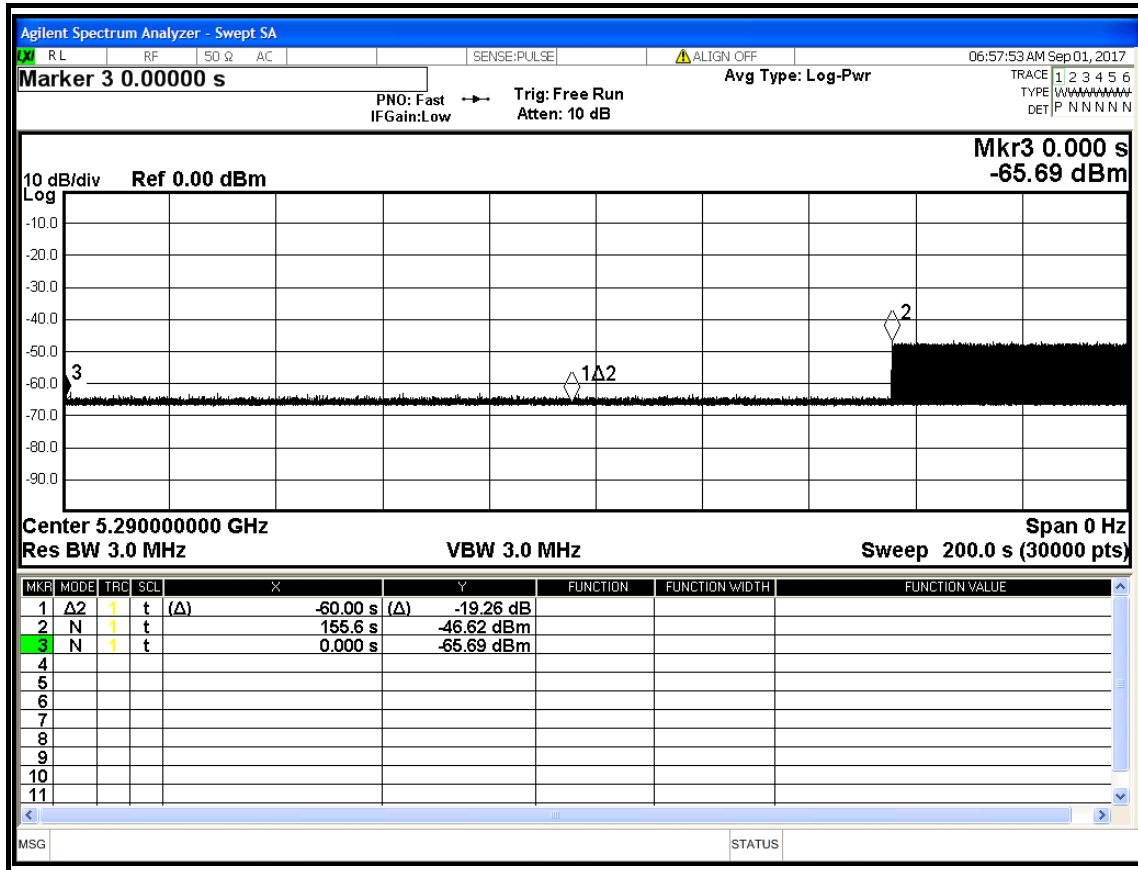 Agilent Spectrum Analyzer - Swept SA
LXI RL RF 50 Ω AC SENSE:PULSE ALIGN OFF 06:57:53 AM Sep 01, 2017
Marker 3 0.00000 s
PNO: Fast
IFGain:Low
Trig: Free Run
Atten: 10 dB
Avg Type: Log-Pwr
TRACE 1 2 3 4 5 6
TYPE W
DET P N N N N N
Mkr3 0.000 s
-65.69 dBm
10 dB/div Ref 0.00 dBm
Log
-10.0
-20.0
-30.0
-40.0
-50.0
-60.0
-70.0
-80.0
-90.0
3
1Δ2
2
Center 5.290000000 GHz Span 0 Hz
Res BW 3.0 MHz VBW 3.0 MHz Sweep 200.0 s (30000 pts)
MKR MODE TRC SCL X Y FUNCTION FUNCTION WIDTH FUNCTION VALUE
1 Δ2 1 t (Δ) -60.00 s (Δ) -19.26 dB
2 N 1 t 155.6 s -46.62 dBm
3 N 1 t 0.000 s -65.69 dBm
4
5
6
7
8
9
10
11
MSG STATUS